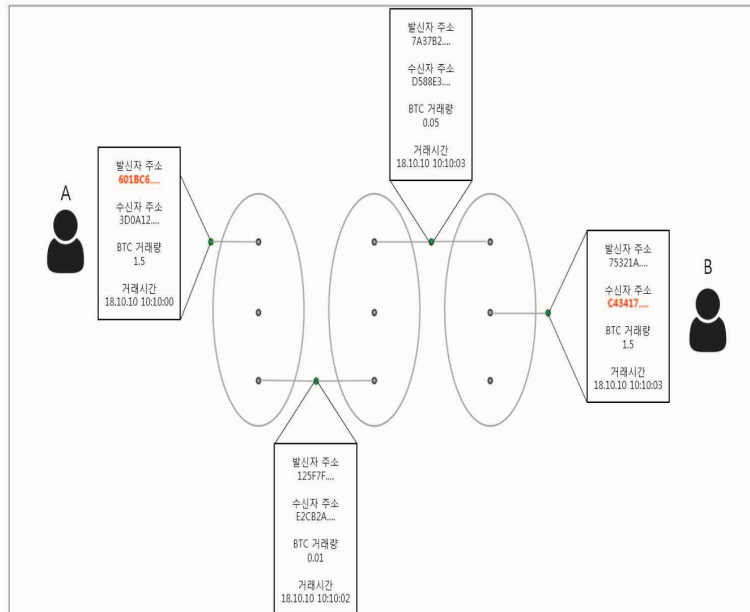 발신자 주소
7A37B2....
수신자 주소
D588E3....
BTC 거래량
0.05
거래시간
18.10.10 10:10:03
A
발신자 주소
601BC6....
수신자 주소
3D0A12....
BTC 거래량
1.5
거래시간
18.10.10 10:10:00
B
발신자 주소
75321A....
수신자 주소
C43417....
BTC 거래량
1.5
거래시간
18.10.10 10:10:03
발신자 주소
125F7F....
수신자 주소
E2CB2A....
BTC 거래량
0.01
거래시간
18.10.10 10:10:02